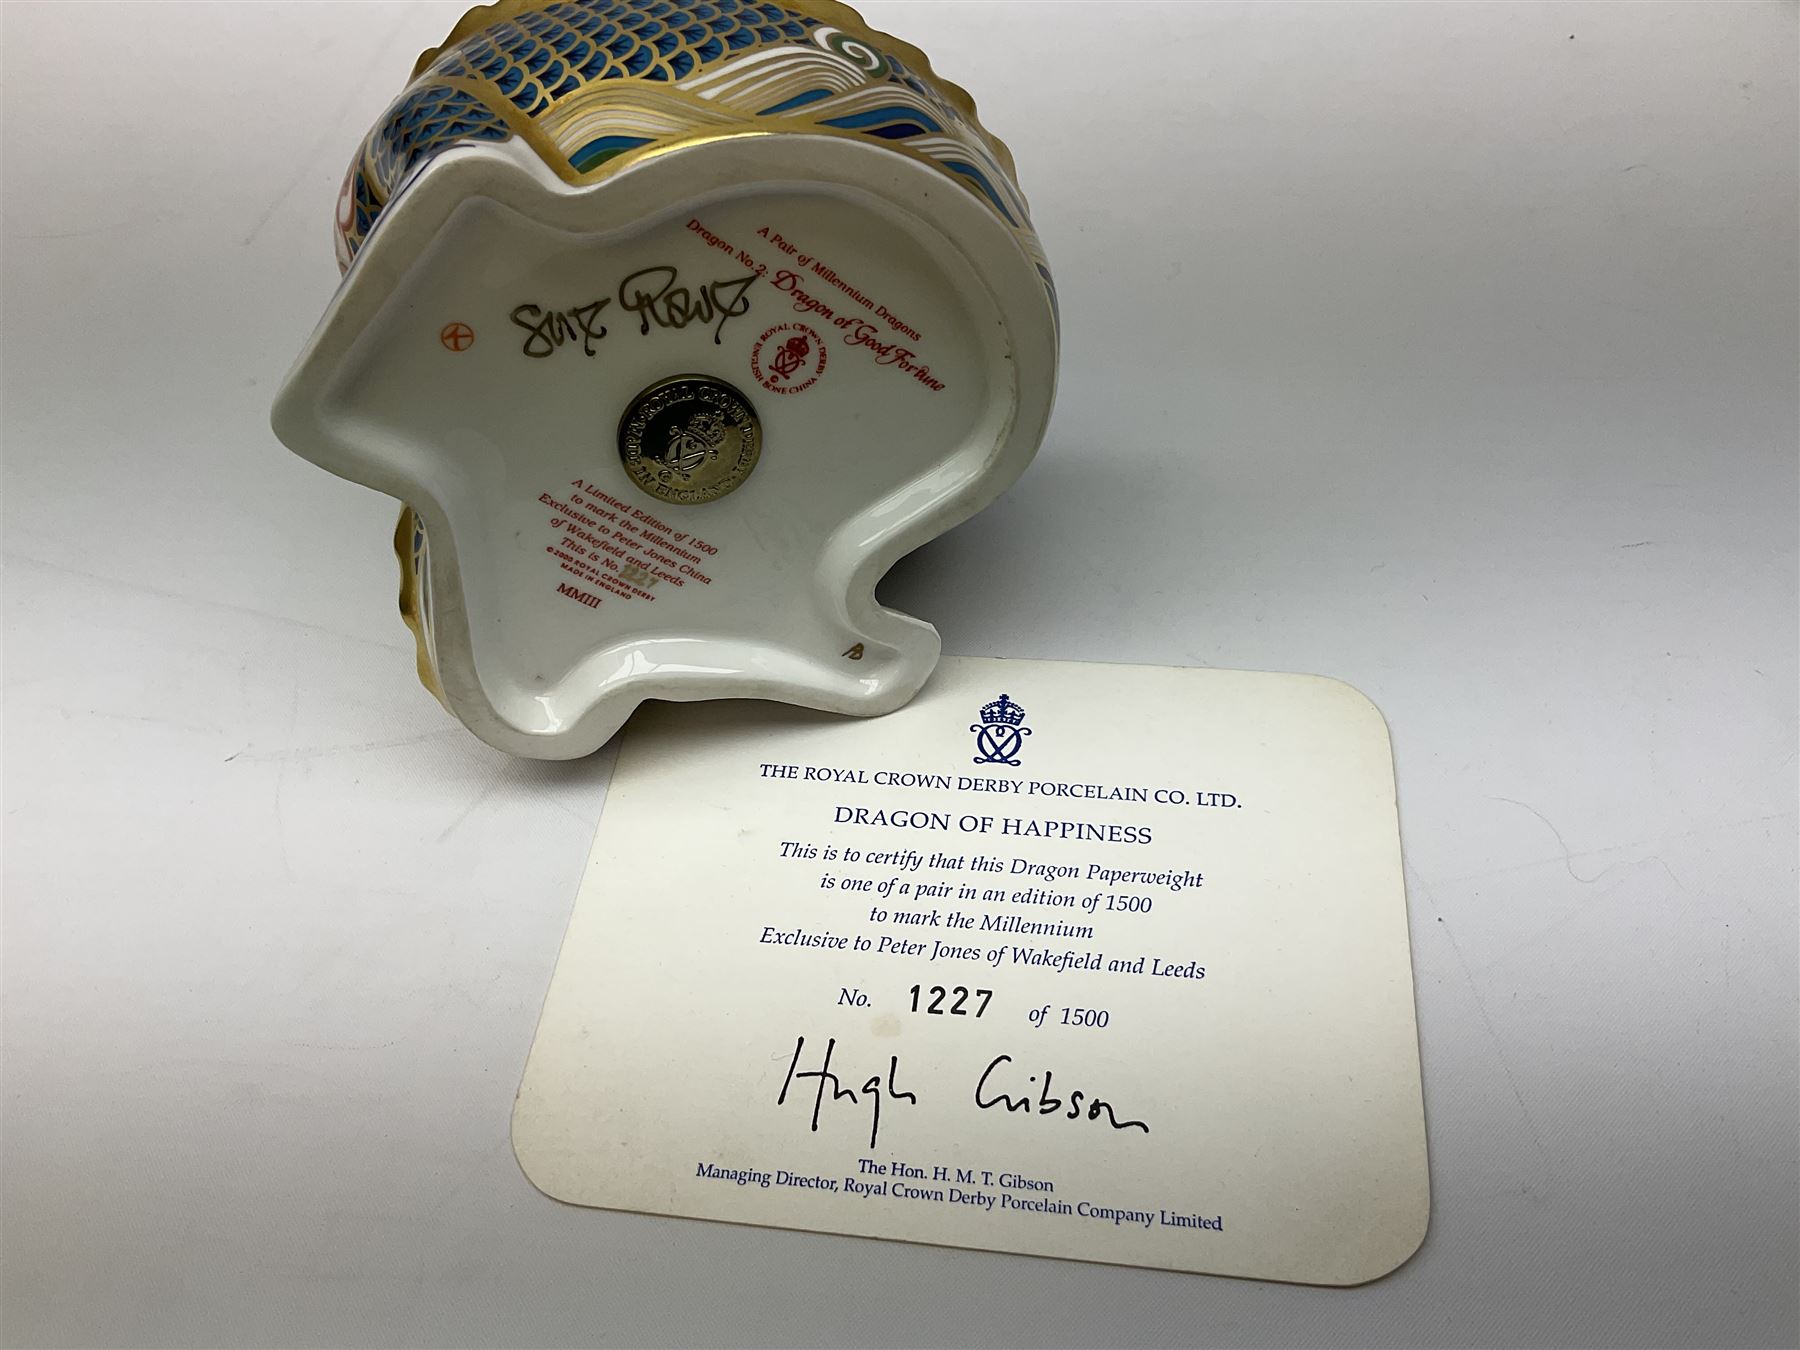 A Pair of Millennium Dragons
Dragon No.2: Dragon of Good Fortune
Sue Rowe
ROYAL CROWN DERBY
ENGLISH BONE CHINA
ROYAL CROWN DERBY
MADE IN ENGLAND
A Limited Edition of 1500
to mark the Millennium
Exclusive to Peter Jones China
of Wakefield and Leeds
This is No. 1227
© 2000 ROYAL CROWN DERBY
MADE IN ENGLAND
MMIII
THE ROYAL CROWN DERBY PORCELAIN CO. LTD.
DRAGON OF HAPPINESS
This is to certify that this Dragon Paperweight
is one of a pair in an edition of 1500
to mark the Millennium
Exclusive to Peter Jones of Wakefield and Leeds
No. 1227 of 1500
Hugh Gibson
The Hon. H. M. T. Gibson
Managing Director, Royal Crown Derby Porcelain Company Limited